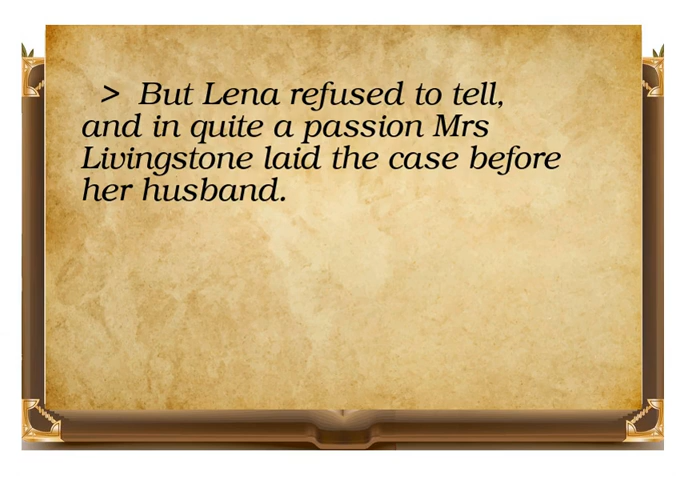 > But Lena refused to tell,
and in quite a passion Mrs
Livingstone laid the case before
her husband.